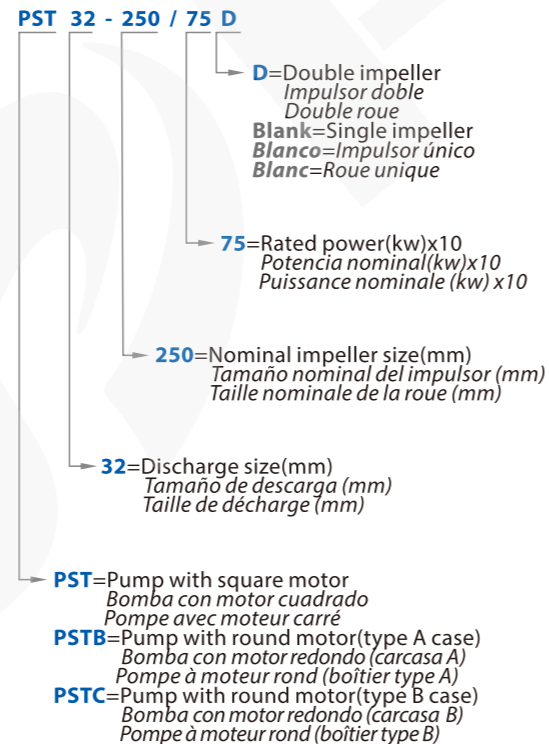 PST 32 - 250 / 75 D
D=Double impeller
Impulsor doble
Double roue
Blank=Single impeller
Blanco=Impulsor único
Blanc=Roue unique
75=Rated power(kw)x10
Potencia nominal(kw)x10
Puissance nominale (kw) x10
250=Nominal impeller size(mm)
Tamaño nominal del impulsor (mm)
Taille nominale de la roue (mm)
32=Discharge size(mm)
Tamaño de descarga (mm)
Taille de décharge (mm)
PST=Pump with square motor
Bomba con motor cuadrado
Pompe avec moteur carré
PSTB=Pump with round motor(type A case)
Bomba con motor redondo (carcasa A)
Pompe à moteur rond (boîtier type A)
PSTC=Pump with round motor(type B case)
Bomba con motor redondo (carcasa B)
Pompe à moteur rond (boîtier type B)